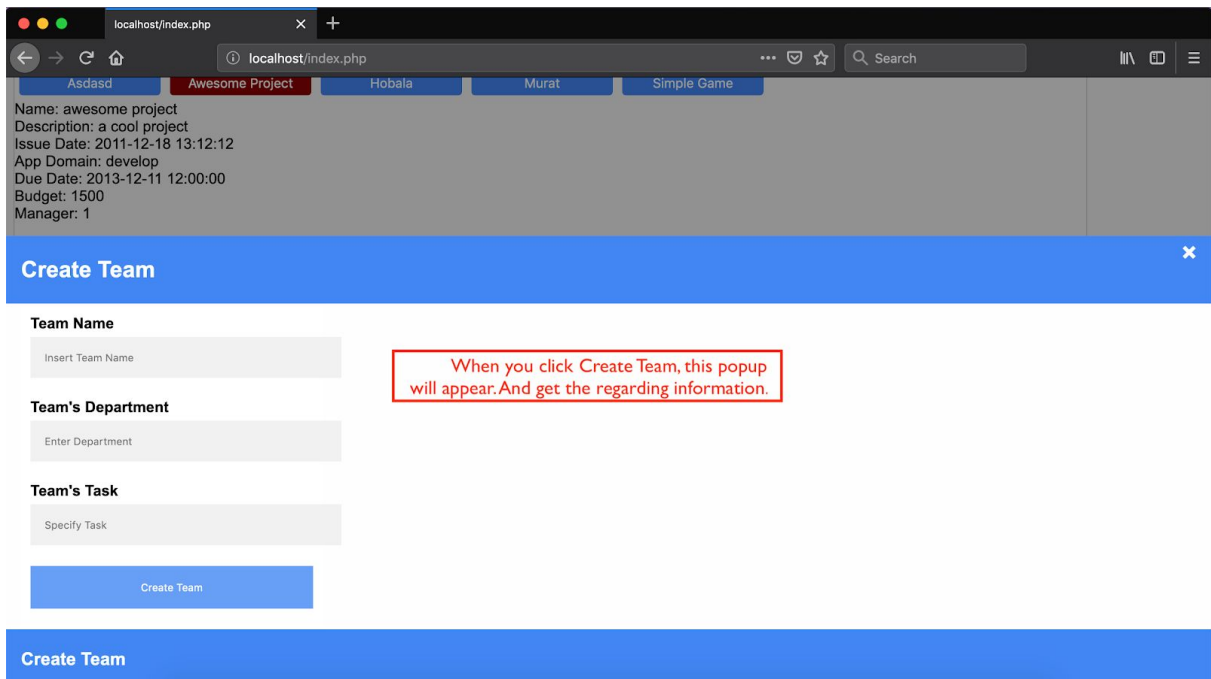 localhost/index.php
localhost/index.php
Search
Asdasd
Awesome Project
Hobala
Murat
Simple Game
Name: awesome project
Description: a cool project
Issue Date: 2011-12-18 13:12:12
App Domain: develop
Due Date: 2013-12-11 12:00:00
Budget: 1500
Manager: 1
Create Team
Team Name
Insert Team Name
When you click Create Team, this popup
will appear. And get the regarding information.
Team's Department
Enter Department
Team's Task
Specify Task
Create Team
Create Team